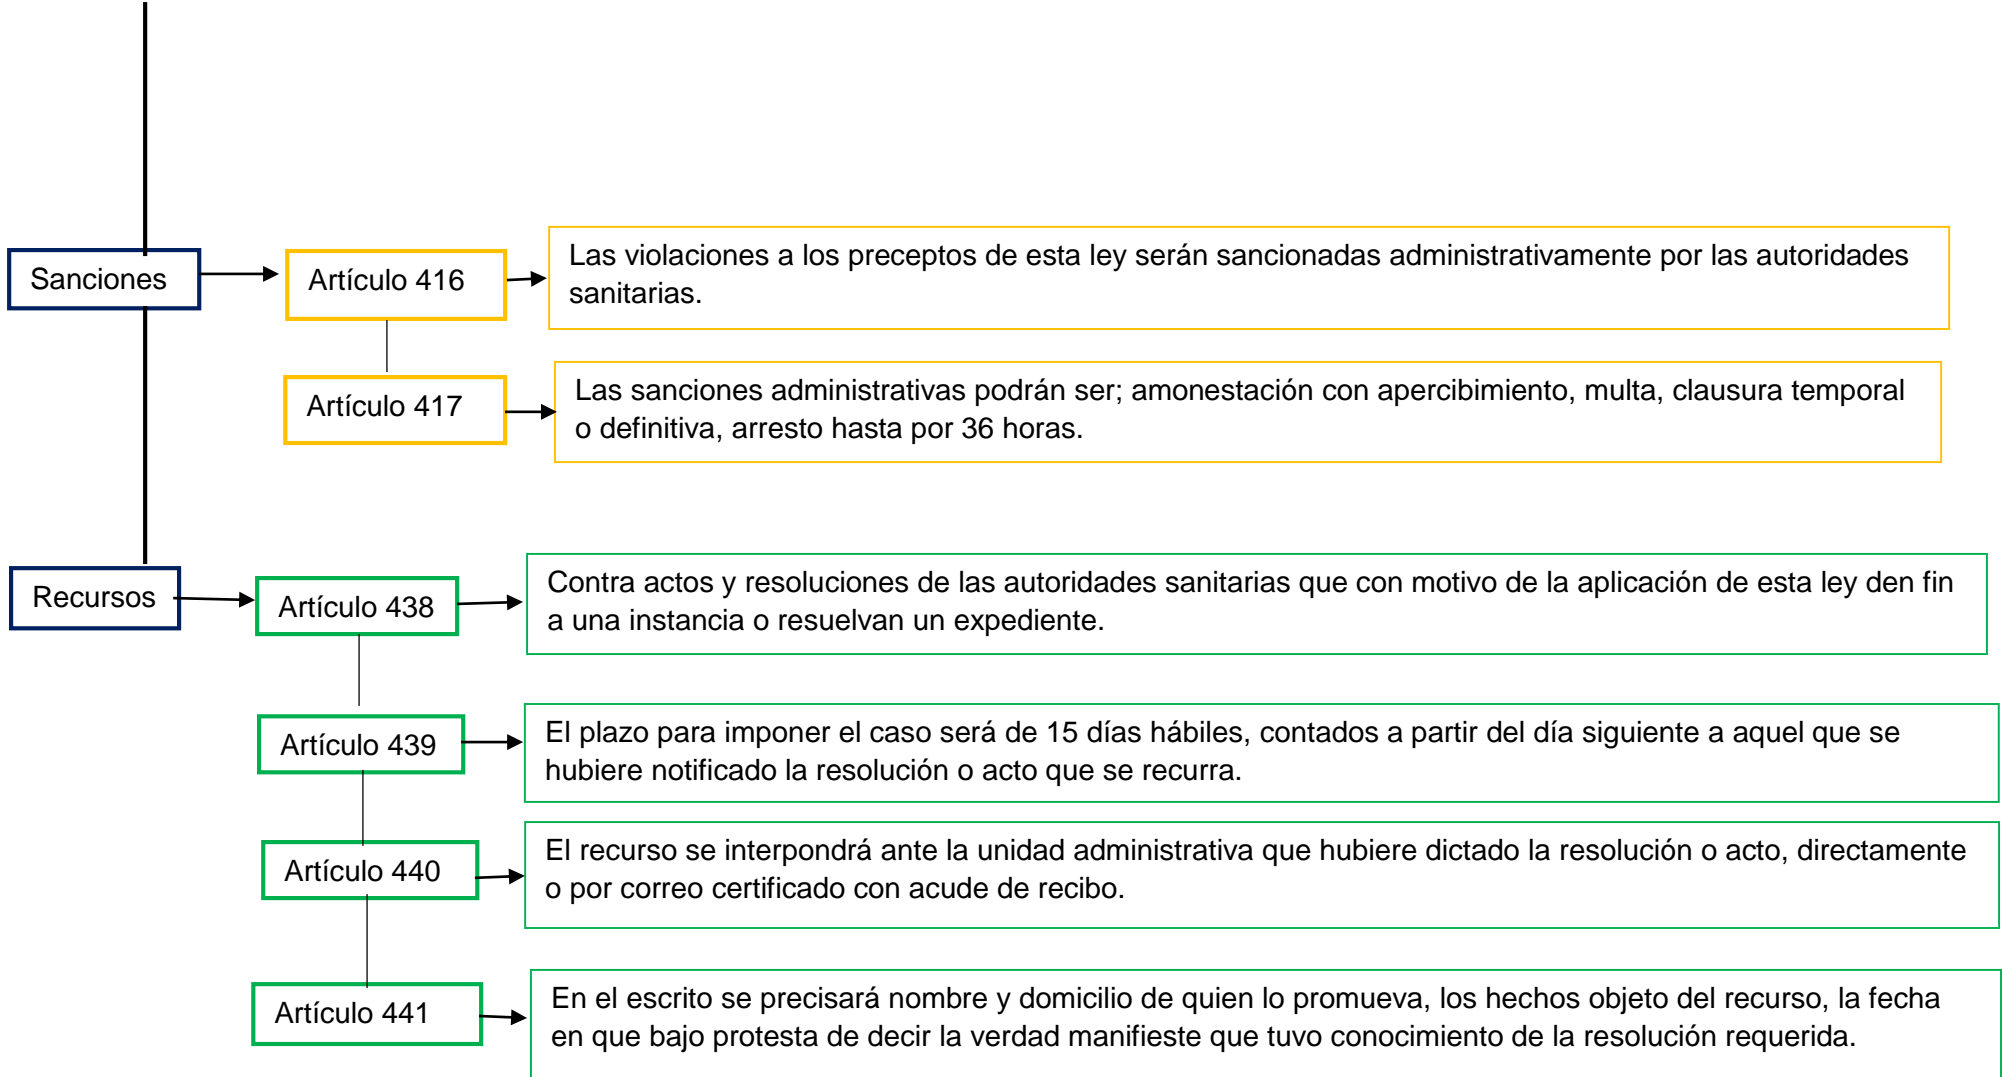 Sanciones
Artículo 416
Las violaciones a los preceptos de esta ley serán sancionadas administrativamente por las autoridades
sanitarias.
Artículo 417
Las sanciones administrativas podrán ser; amonestación con apercibimiento, multa, clausura temporal
o definitiva, arresto hasta por 36 horas.
Recursos
Artículo 438
Contra actos y resoluciones de las autoridades sanitarias que con motivo de la aplicación de esta ley den fin
a una instancia o resuelvan un expediente.
Artículo 439
El plazo para imponer el caso será de 15 días hábiles, contados a partir del día siguiente a aquel que se
hubiere notificado la resolución o acto que se recurra.
Artículo 440
El recurso se interpondrá ante la unidad administrativa que hubiere dictado la resolución o acto, directamente
o por correo certificado con acude de recibo.
Artículo 441
En el escrito se precisará nombre y domicilio de quien lo promueva, los hechos objeto del recurso, la fecha
en que bajo protesta de decir la verdad manifieste que tuvo conocimiento de la resolución requerida.